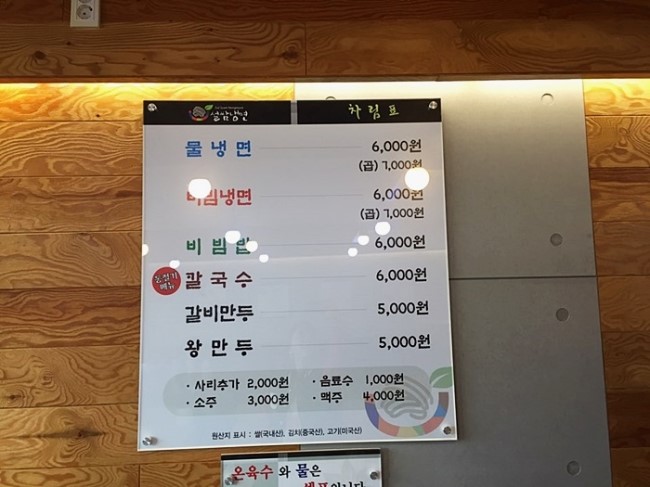 설쌈냉면 차림표
물냉면 6,000원
(곱) 7,000원
비빔냉면 6,000원
(곱) 7,000원
비빔밥 6,000원
칼국수 6,000원
갈비만두 5,000원
왕만두 5,000원
· 사리추가 2,000원 · 음료수 1,000원
· 소주 3,000원 · 맥주 4,000원
원산지 표시 : 쌀(국내산), 김치(중국산), 고기(미국산)
온육수 와 물은
셀프입니다